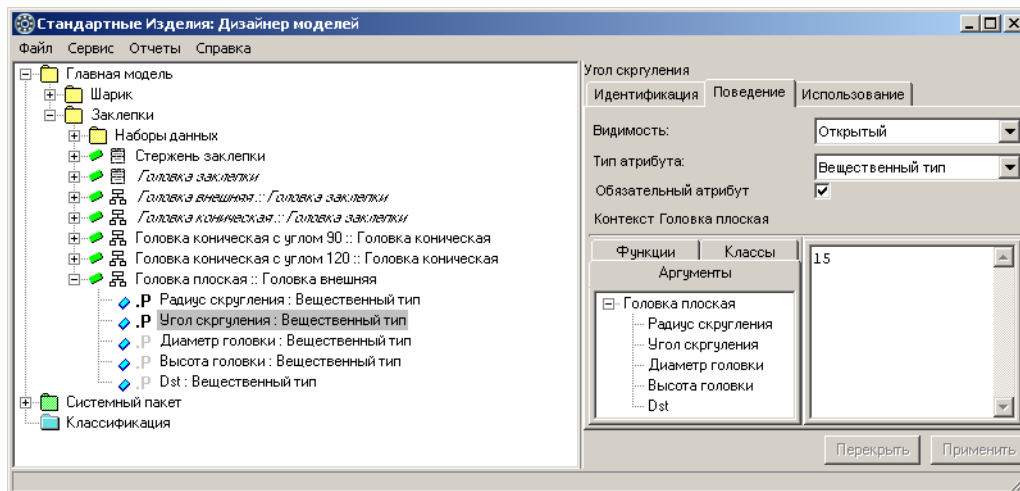 Стандартные Изделия: Дизайнер моделей
Файл Сервис Отчеты Справка
Главная модель
Шарик
Заклепки
Наборы данных
Стержень заклепки
Головка заклепки
Головка внешняя :: Головка заклепки
Головка коническая :: Головка заклепки
Головка коническая с углом 90 :: Головка коническая
Головка коническая с углом 120 :: Головка коническая
Головка плоская :: Головка внешняя
.P Радиус скругления : Вещественный тип
.P Угол скргуления : Вещественный тип
.P Диаметр головки : Вещественный тип
.P Высота головки : Вещественный тип
.P Dst : Вещественный тип
Системный пакет
Классификация
Угол скргуления
Идентификация Поведение Использование
Видимость: Открытый
Тип атрибута: Вещественный тип
Обязательный атрибут
Контекст Головка плоская
Функции Классы
Аргументы
Головка плоская
Радиус скругления
Угол скргуления
Диаметр головки
Высота головки
Dst
15
Перекрыть Применить